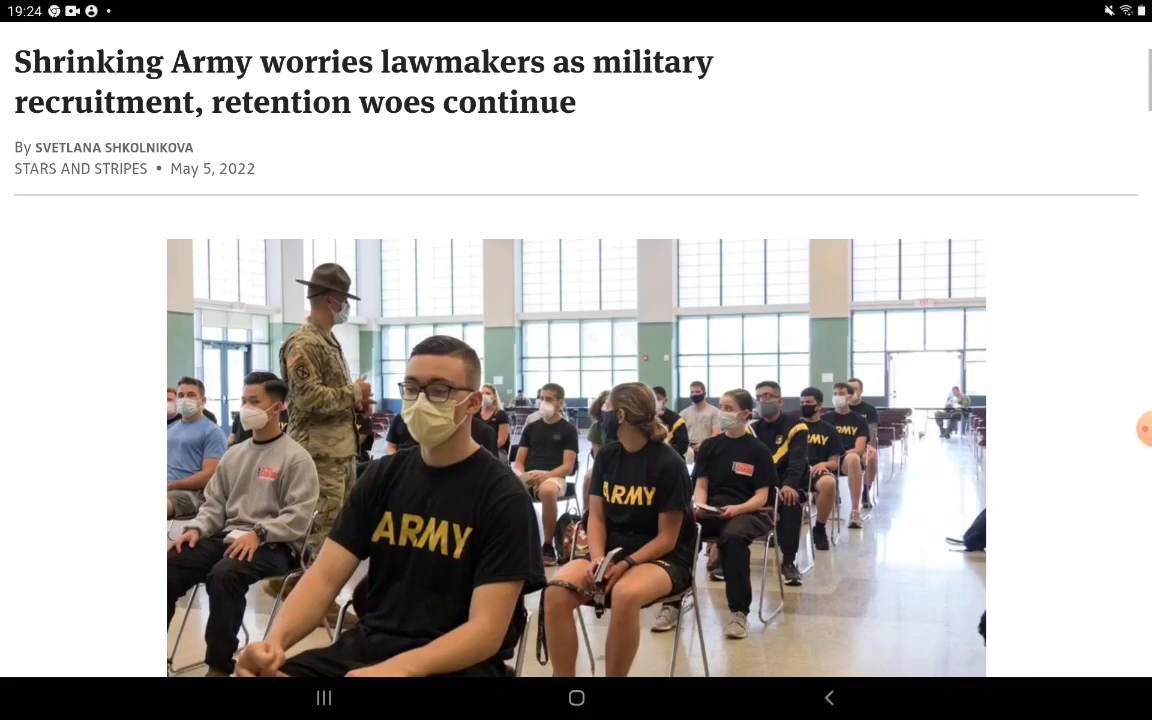 19:24
Shrinking Army worries lawmakers as military
recruitment, retention woes continue
By SVETLANA SHKOLNIKOVA
STARS AND STRIPES • May 5, 2022
ARMY
ARMY
ARMY
ARMY